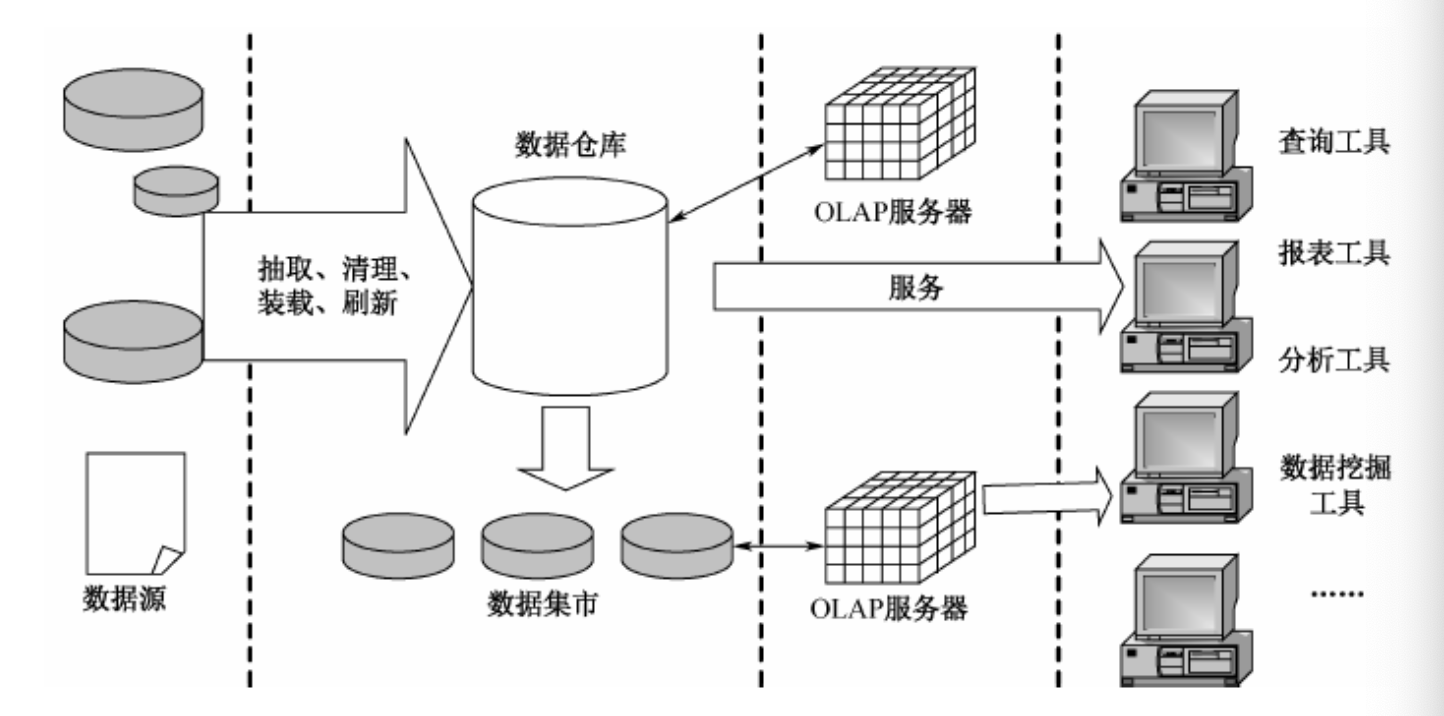 数据源
抽取、清理、
装载、刷新
数据仓库
数据集市
OLAP服务器
服务
OLAP服务器
查询工具
报表工具
分析工具
数据挖掘
工具
……